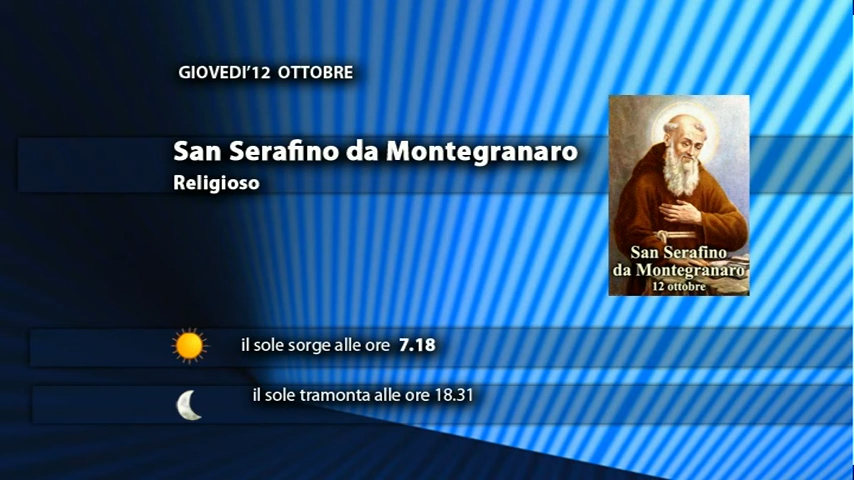 GIOVEDI'12 OTTOBRE
San Serafino da Montegranaro
Religioso
San Serafino
da Montegranaro
12 ottobre
il sole sorge alle ore 7.18
il sole tramonta alle ore 18.31